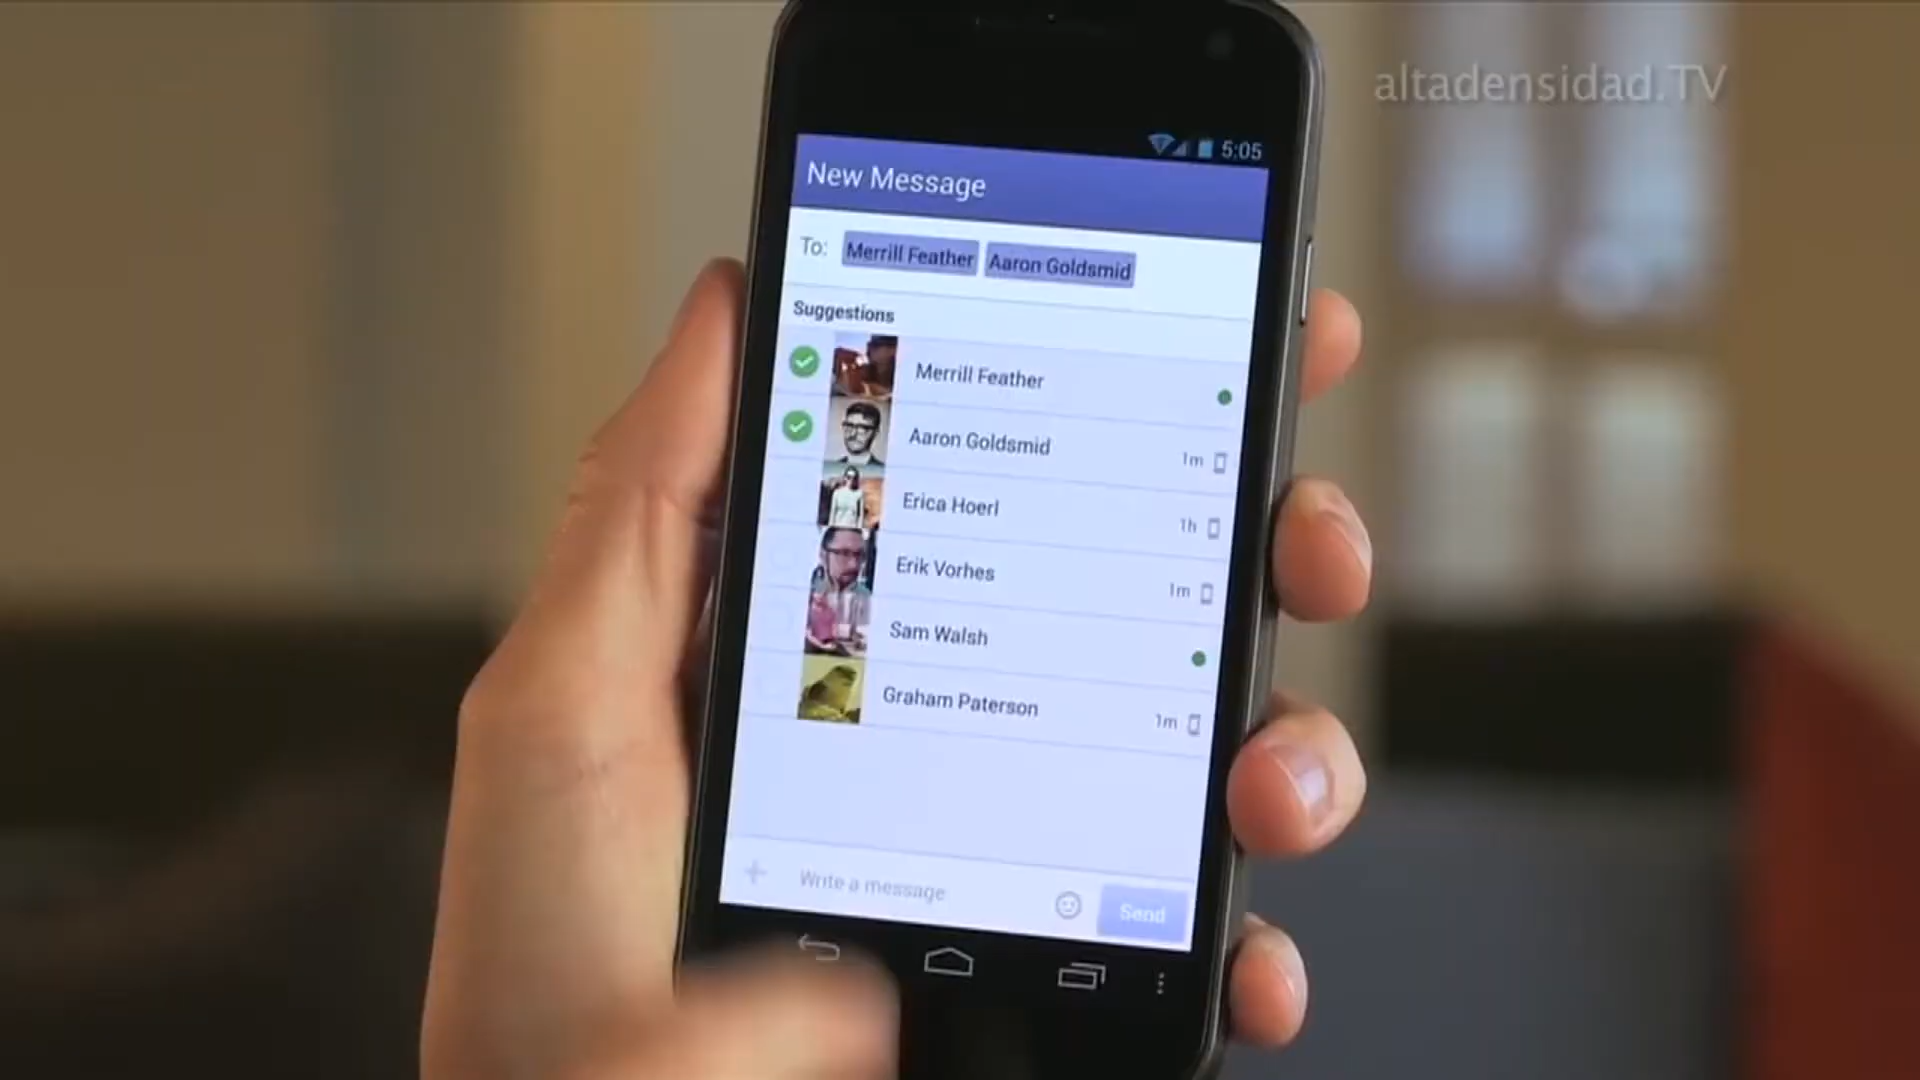 altadensidad.TV
5:05
New Message
To: Merrill Feather Aaron Goldsmid
Suggestions
Merrill Feather
Aaron Goldsmid 1m
Erica Hoerl 1h
Erik Vorhes 1m
Sam Walsh
Graham Paterson 1m
Write a message Send